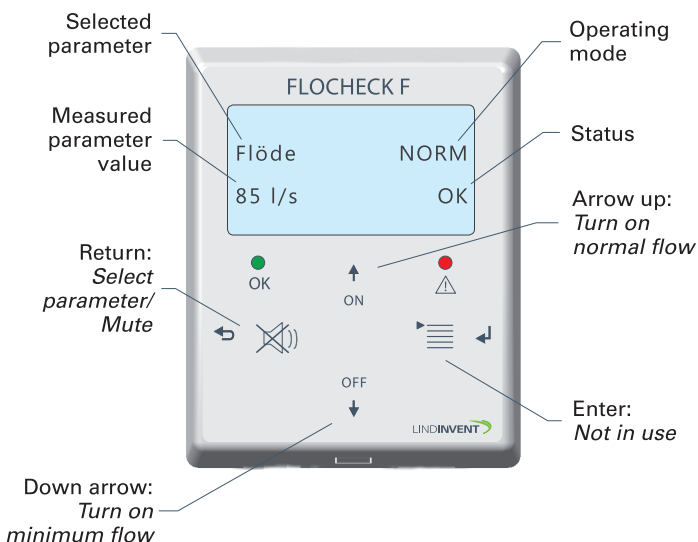 Selected
parameter
Operating
mode
FLOCHECK F
Measured
parameter
value
Flöde NORM
85 l/s OK
Status
Arrow up:
Turn on
normal flow
Return:
Select
parameter/
Mute
OK
ON
OFF
LINDINVENT
Enter:
Not in use
Down arrow:
Turn on
minimum flow